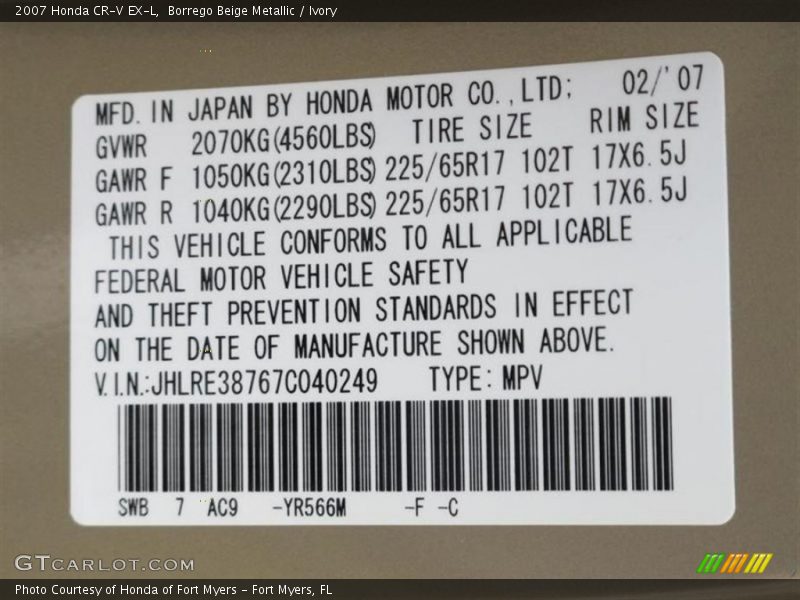 2007 Honda CR-V EX-L,  Borrego Beige Metallic / Ivory
MFD. IN JAPAN BY HONDA MOTOR CO.,LTD; 02/'07
GVWR 2070KG(4560LBS) TIRE SIZE RIM SIZE
GAWR F 1050KG(2310LBS) 225/65R17 102T 17X6.5J
GAWR R 1040KG(2290LBS) 225/65R17 102T 17X6.5J
THIS VEHICLE CONFORMS TO ALL APPLICABLE
FEDERAL MOTOR VEHICLE SAFETY
AND THEFT PREVENTION STANDARDS IN EFFECT
ON THE DATE OF MANUFACTURE SHOWN ABOVE.
V.I.N.:JHLRE38767C040249 TYPE: MPV
SWB 7 AC9 -YR566M -F -C
GTCARLOT.COM
Photo Courtesy of Honda of Fort Myers - Fort Myers, FL